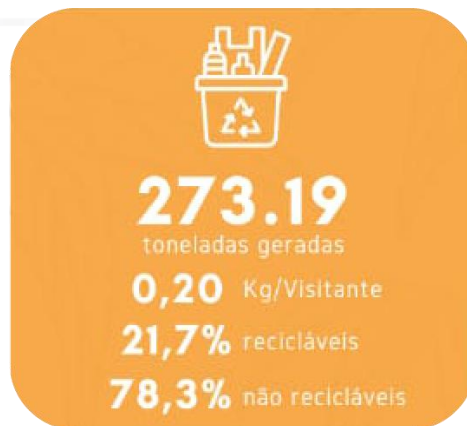 273.19
toneladas geradas
0,20 Kg/Visitante
21,7% recicláveis
78,3% não recicláveis